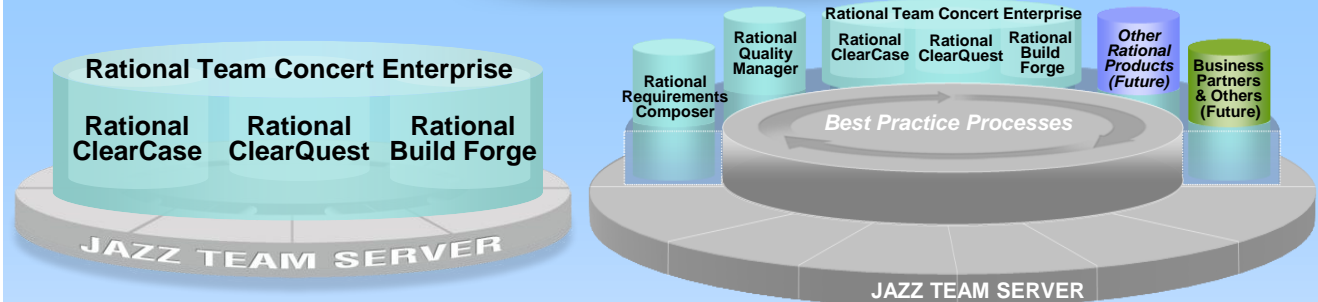 Rational Team Concert Enterprise
Rational
ClearCase
Rational
ClearQuest
Rational
Build Forge
JAZZ TEAM SERVER
Rational
Requirements
Composer
Rational
Quality
Manager
Rational Team Concert Enterprise
Rational
ClearCase
Rational
ClearQuest
Rational
Build
Forge
Other
Rational
Products
(Future)
Business
Partners
& Others
(Future)
Best Practice Processes
JAZZ TEAM SERVER